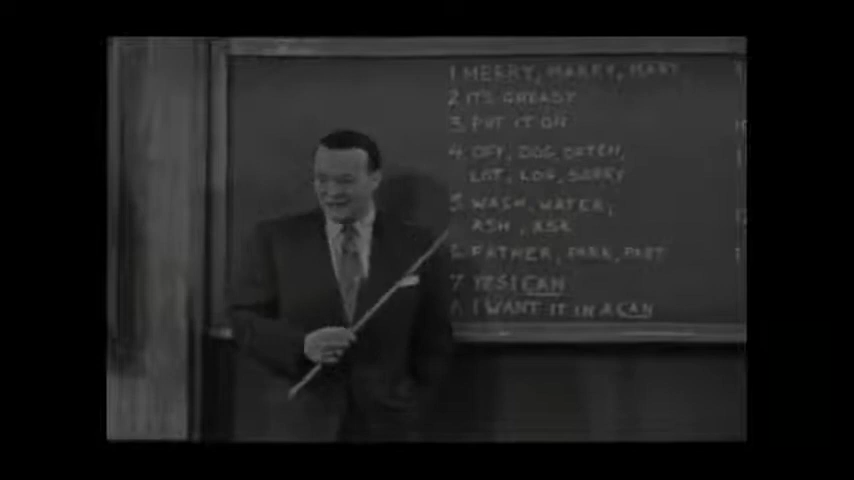 1 MERRY, MARRY, MARY
2 IT'S GREASY
3 PUT IT ON
4 OFF, DOG, OFTEN,
LOT, LOG, SORRY
5 WASH, WATER,
ASH, ASK
6 FATHER, PARK, PART
7 YES I CAN
A I WANT IT IN A CAN